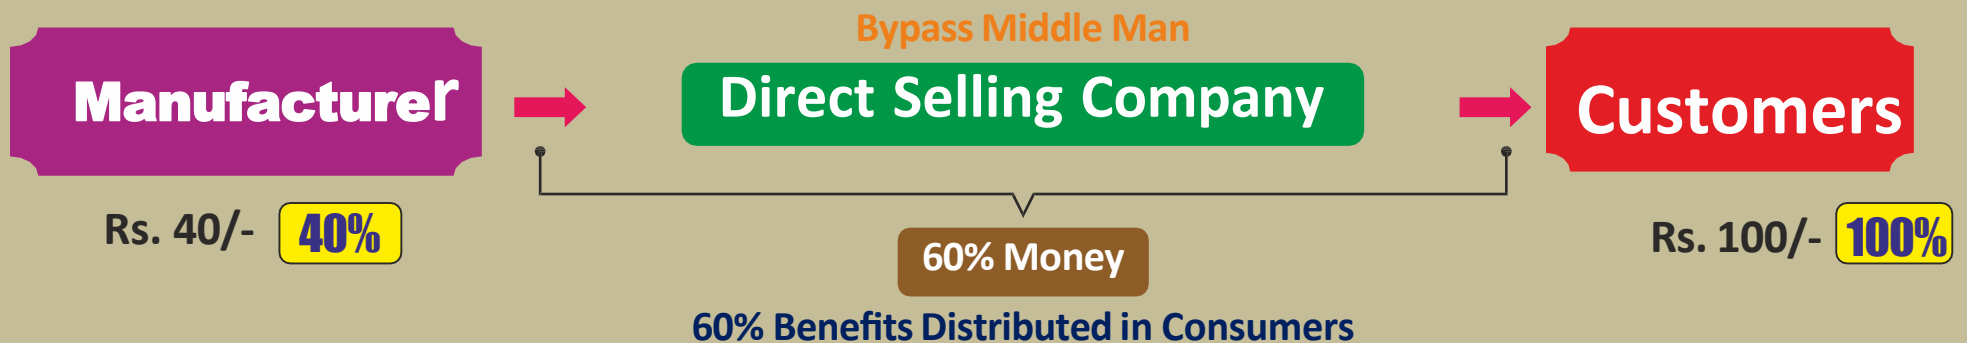 Bypass Middle Man
Manufacturer
Direct Selling Company
Customers
Rs. 40/- 40%
Rs. 100/- 100%
60% Money
60% Benefits Distributed in Consumers